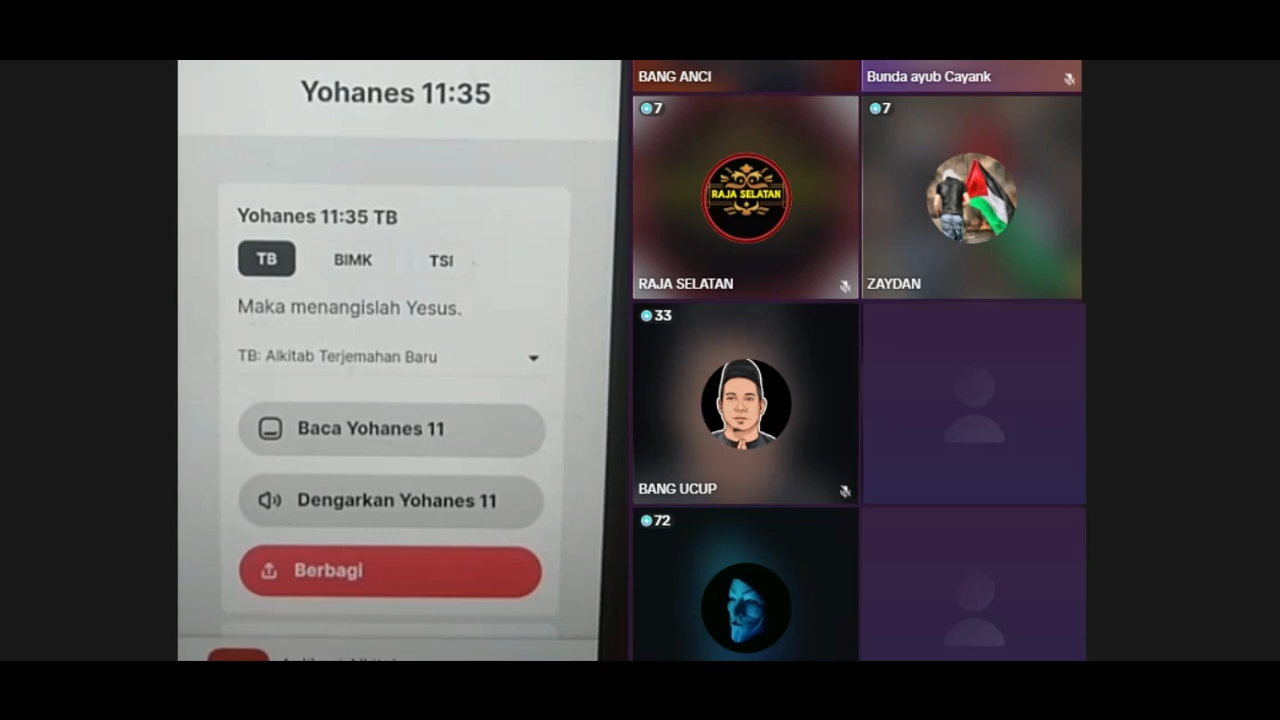 Yohanes 11:35
Yohanes 11:35 TB
TB BIMK TSI
Maka menangislah Yesus.
TB: Alkitab Terjemahan Baru
Baca Yohanes 11
Dengarkan Yohanes 11
Berbagi
BANG ANCI
Bunda ayub Cayank
7
RAJA SELATAN
RAJA SELATAN
7
ZAYDAN
33
BANG UCUP
72